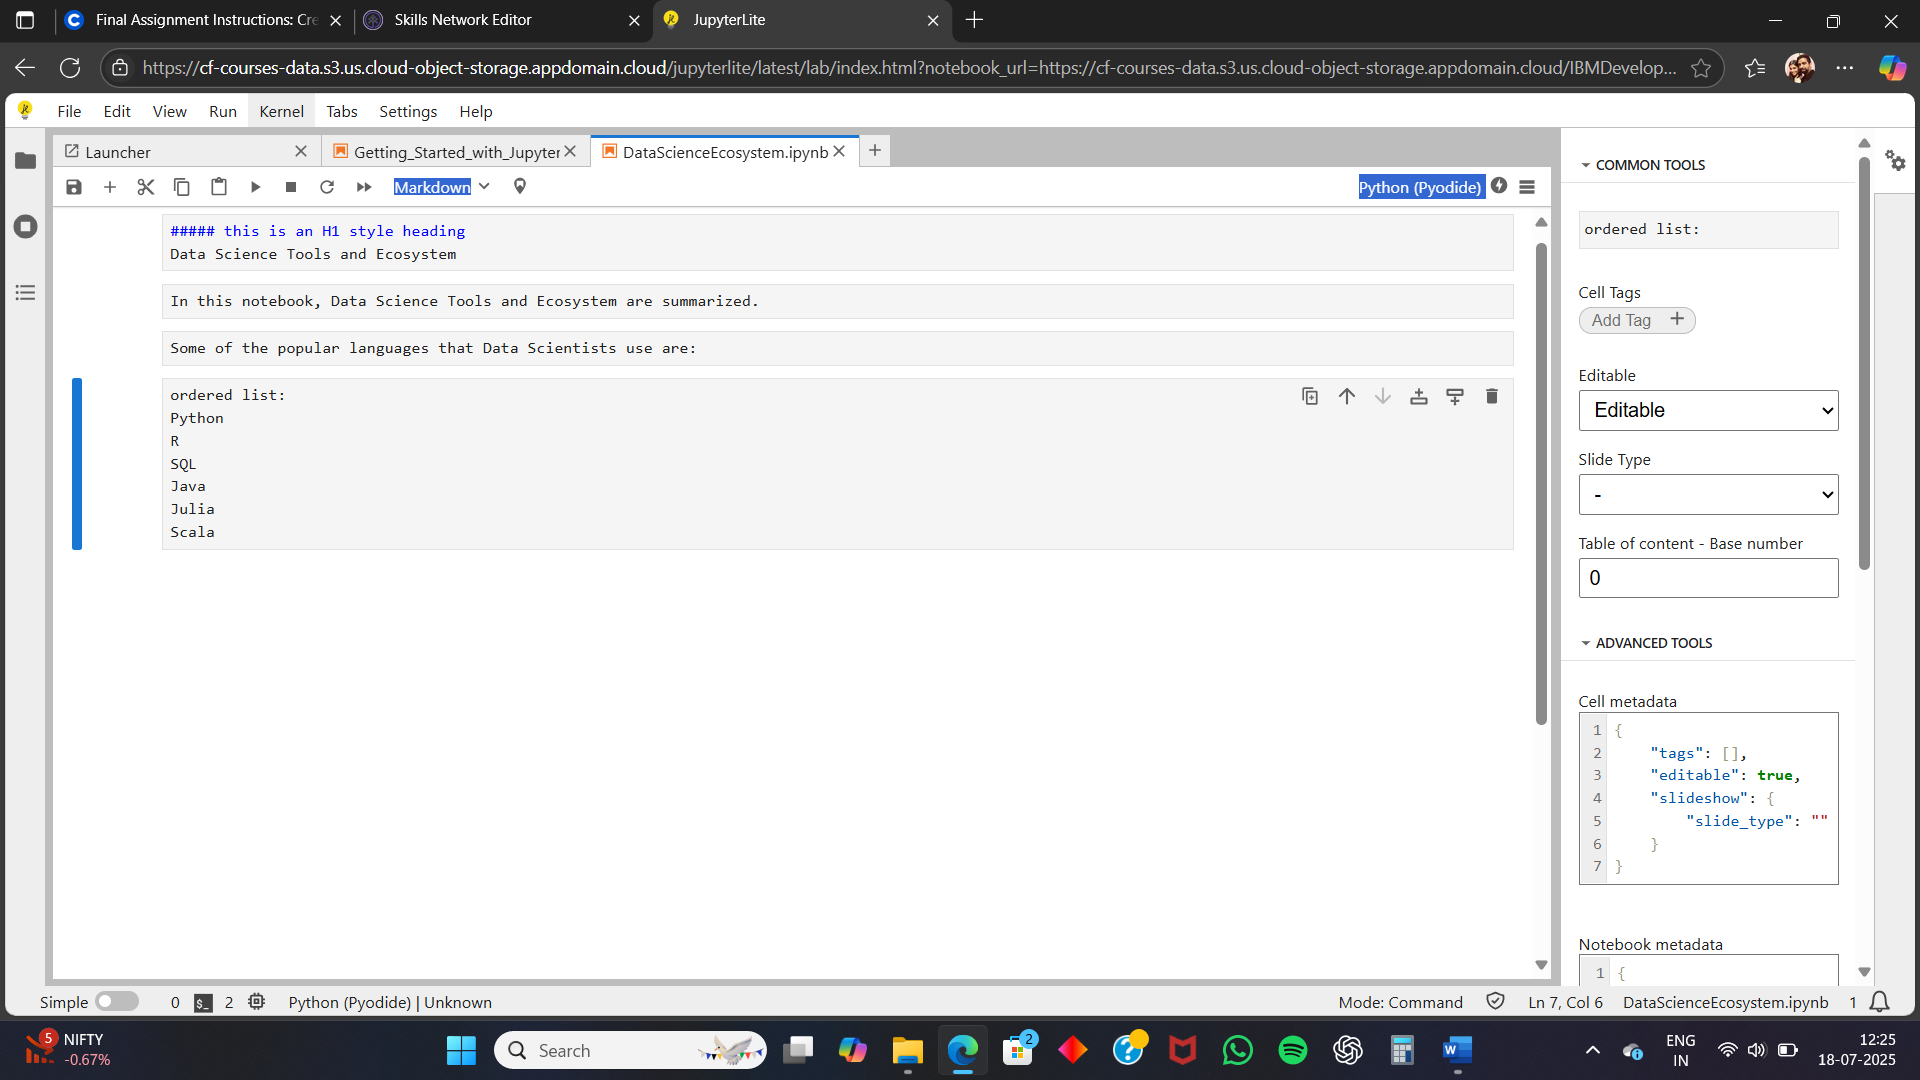 Final Assignment Instructions: Cre
Skills Network Editor
JupyterLite
https://cf-courses-data.s3.us.cloud-object-storage.appdomain.cloud/jupyterlite/latest/lab/index.html?notebook_url=https://cf-courses-data.s3.us.cloud-object-storage.appdomain.cloud/IBMDevelop...
File Edit View Run Kernel Tabs Settings Help
Launcher
Getting_Started_with_Jupyter
DataScienceEcosystem.ipynb
Markdown
Python (Pyodide)
##### this is an H1 style heading
Data Science Tools and Ecosystem
In this notebook, Data Science Tools and Ecosystem are summarized.
Some of the popular languages that Data Scientists use are:
ordered list:
Python
R
SQL
Java
Julia
Scala
COMMON TOOLS
ordered list:
Cell Tags
Add Tag +
Editable
Editable
Slide Type
-
Table of content - Base number
0
ADVANCED TOOLS
Cell metadata
1 {
2 "tags": [],
3 "editable": true,
4 "slideshow": {
5 "slide_type": ""
6 }
7 }
Notebook metadata
1 {
Simple 0 $_ 2 Python (Pyodide) | Unknown
Mode: Command Ln 7, Col 6 DataScienceEcosystem.ipynb 1
5
NIFTY
-0.67%
Search
2
W
ENG
IN
12:25
18-07-2025